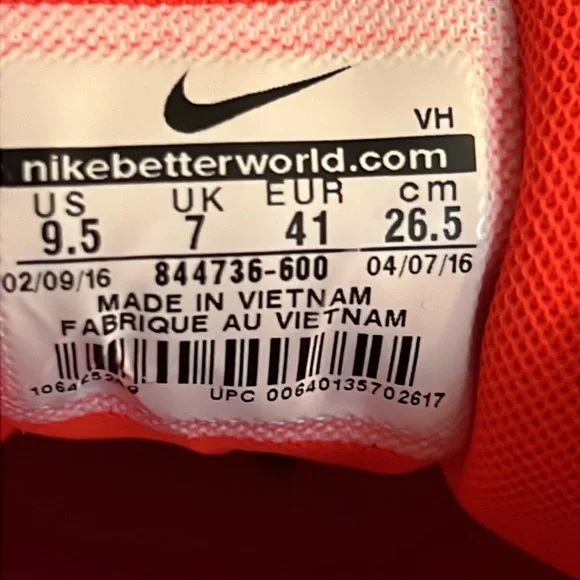 VH
nikebetterworld.com
US UK EUR cm
9.5 7 41 26.5
02/09/16 844736-600 04/07/16
MADE IN VIETNAM
FABRIQUE AU VIETNAM
UPC 00640135702617